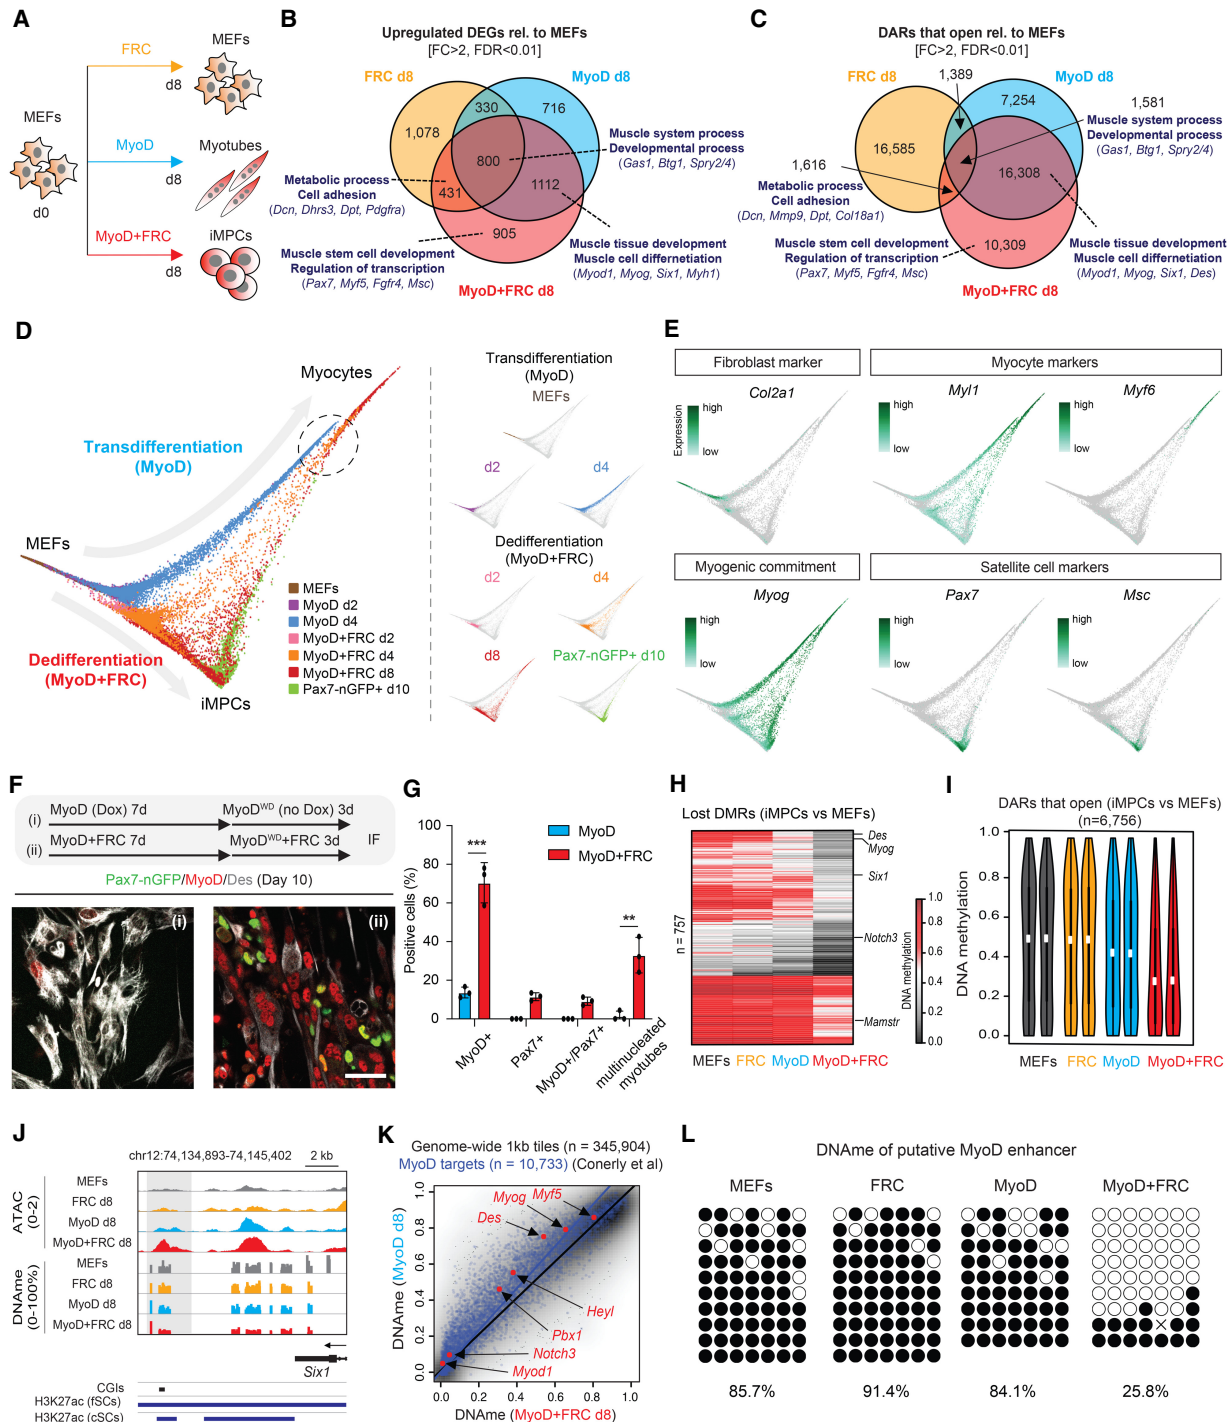 A
FRC
MEFs
d8
MEFs
MyoD
Myotubes
d8
d0
MyoD+FRC
iMPCs
d8
B
Upregulated DEGs rel. to MEFs
[FC>2, FDR<0.01]
FRC d8
MyoD d8
330
716
1,078
800
431
1112
905
Muscle system process
Developmental process
(Gas1, Btg1, Spry2/4)
Metabolic process
Cell adhesion
(Dcn, Dhrs3, Dpt, Pdgfra)
Muscle stem cell development
Regulation of transcription
(Pax7, Myf5, Fgfr4, Msc)
Muscle tissue development
Muscle cell differnetiation
(Myod1, Myog, Six1, Myh1)
MyoD+FRC d8
C
DARs that open rel. to MEFs
[FC>2, FDR<0.01]
FRC d8
1,389
MyoD d8
7,254
1,581
Muscle system process
Developmental process
(Gas1, Btg1, Spry2/4)
16,585
1,616
16,308
Metabolic process
Cell adhesion
(Dcn, Mmp9, Dpt, Col18a1)
Muscle stem cell development
Regulation of transcription
(Pax7, Myf5, Fgfr4, Msc)
10,309
Muscle tissue development
Muscle cell differnetiation
(Myod1, Myog, Six1, Des)
MyoD+FRC d8
D
Myocytes
Transdifferentiation
(MyoD)
MEFs
Dedifferentiation
(MyoD+FRC)
iMPCs
MEFs
MyoD d2
MyoD d4
MyoD+FRC d2
MyoD+FRC d4
MyoD+FRC d8
Pax7-nGFP+ d10
Transdifferentiation
(MyoD)
MEFs
d2
d4
Dedifferentiation
(MyoD+FRC)
d2
d4
d8
Pax7-nGFP+ d10
E
Fibroblast marker
Myocyte markers
Col2a1
Myl1
Myf6
Expression
high
low
high
low
high
low
Myogenic commitment
Satellite cell markers
Myog
Pax7
Msc
high
low
high
low
high
low
F
(i)
MyoD (Dox) 7d
MyoDWD (no Dox) 3d
(ii)
MyoD+FRC 7d
MyoDWD+FRC 3d
IF
Pax7-nGFP/MyoD/Des (Day 10)
(i)
(ii)
G
MyoD
MyoD+FRC
Positive cells (%)
100
80
60
40
20
0
***
**
MyoD+
Pax7+
MyoD+/Pax7+
multinucleated
myotubes
H
Lost DMRs (iMPCs vs MEFs)
n = 757
Des
Myog
Six1
Notch3
Mamstr
MEFs FRC MyoD MyoD+FRC
DNA methylation
1.0
0.8
0.6
0.4
0.2
0.0
I
DARs that open (iMPCs vs MEFs)
(n=6,756)
DNA methylation
1.0
0.8
0.6
0.4
0.2
0.0
MEFs FRC MyoD MyoD+FRC
J
chr12:74,134,893-74,145,402
2 kb
ATAC
(0-2)
MEFs
FRC d8
MyoD d8
MyoD+FRC d8
DNAme
(0-100%)
MEFs
FRC d8
MyoD d8
MyoD+FRC d8
Six1
CGIs
H3K27ac (fSCs)
H3K27ac (cSCs)
K
Genome-wide 1kb tiles (n = 345,904)
MyoD targets (n = 10,733) (Conerly et al)
DNAme (MyoD d8)
1.0
0.8
0.6
0.4
0.2
0.0
Myog
Myf5
Des
Heyl
Pbx1
Notch3
Myod1
0.0 0.2 0.4 0.6 0.8 1.0
DNAme (MyoD+FRC d8)
L
DNAme of putative MyoD enhancer
MEFs
FRC
MyoD
MyoD+FRC
85.7%
91.4%
84.1%
25.8%